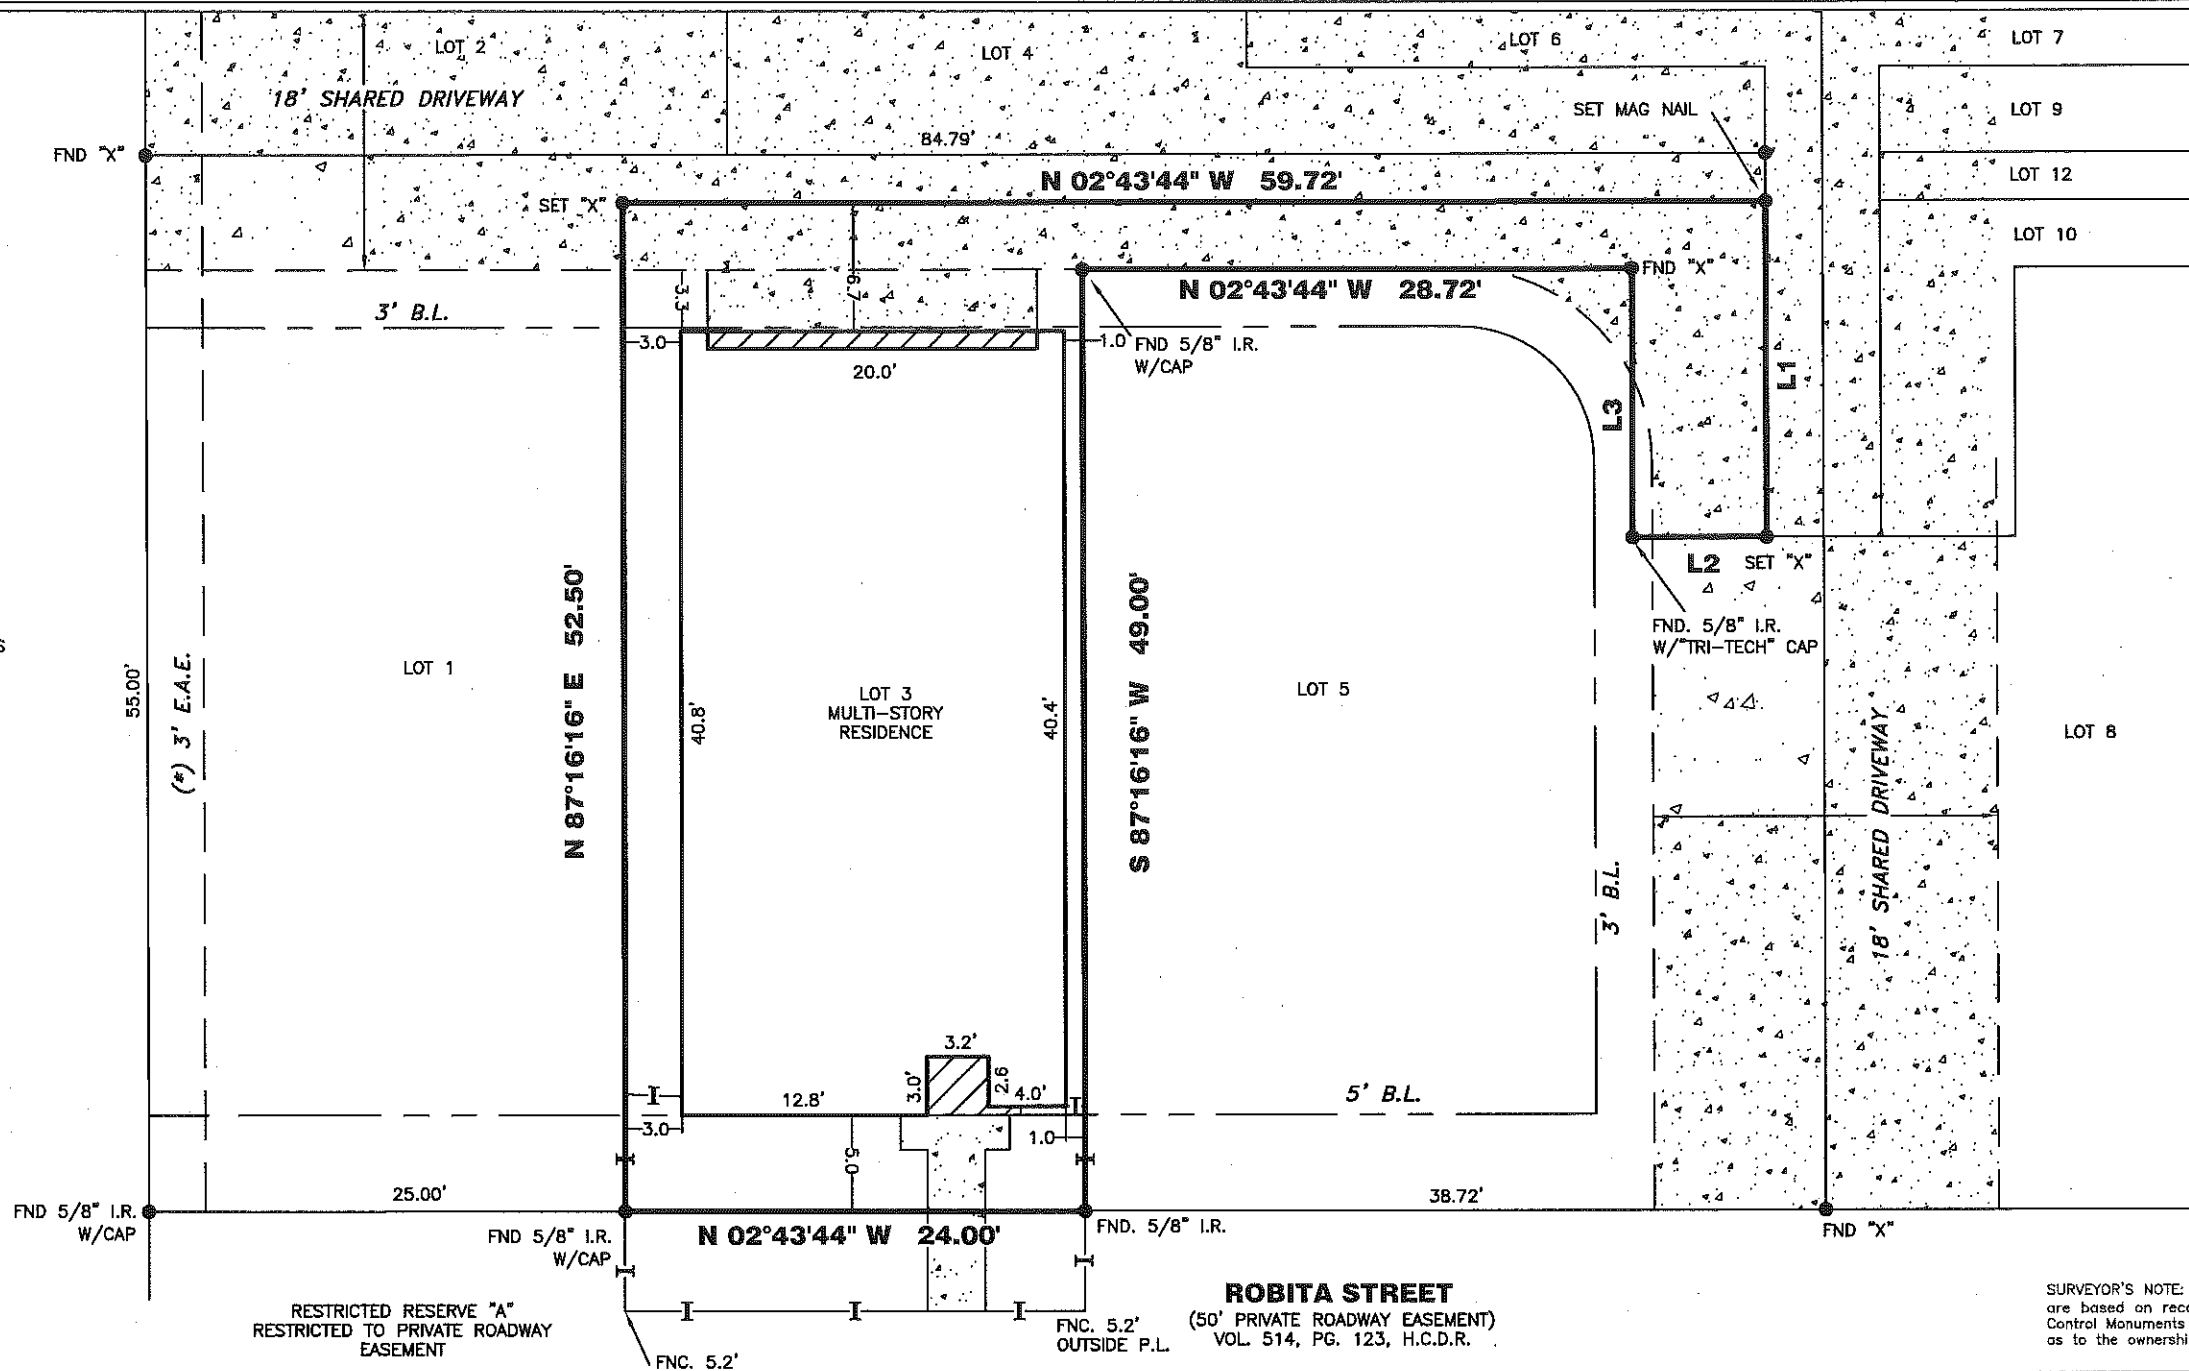 LOT 2
LOT 4
LOT 6
LOT 7
18' SHARED DRIVEWAY
SET MAG NAIL
LOT 9
FND "X"
84.79'
LOT 12
N 02°43'44" W 59.72'
SET "X"
LOT 10
FND "X"
3.3
6.7
N 02°43'44" W 28.72'
3' B.L.
3.0
1.0
FND 5/8" I.R.
W/CAP
20.0'
L1
L3
L2
SET "X"
N 87°16'16" E 52.50'
S 87°16'16" W 49.00'
FND. 5/8" I.R.
W/"TRI-TECH" CAP
55.00'
(*) 3' E.A.E.
LOT 1
40.8'
LOT 3
MULTI-STORY
RESIDENCE
40.4'
LOT 5
18' SHARED DRIVEWAY
LOT 8
3' B.L.
3.2'
3.0'
2.6
4.0'
12.8'
5' B.L.
3.0
1.0
5.0
25.00'
38.72'
FND 5/8" I.R.
W/CAP
FND 5/8" I.R.
W/CAP
N 02°43'44" W 24.00'
FND. 5/8" I.R.
FND "X"
RESTRICTED RESERVE "A"
RESTRICTED TO PRIVATE ROADWAY
EASEMENT
FNC. 5.2'
FNC. 5.2'
OUTSIDE P.L.
ROBITA STREET
(50' PRIVATE ROADWAY EASEMENT)
VOL. 514, PG. 123, H.C.D.R.
SURVEYOR'S NOTE:
are based on
Control Monuments
as to the